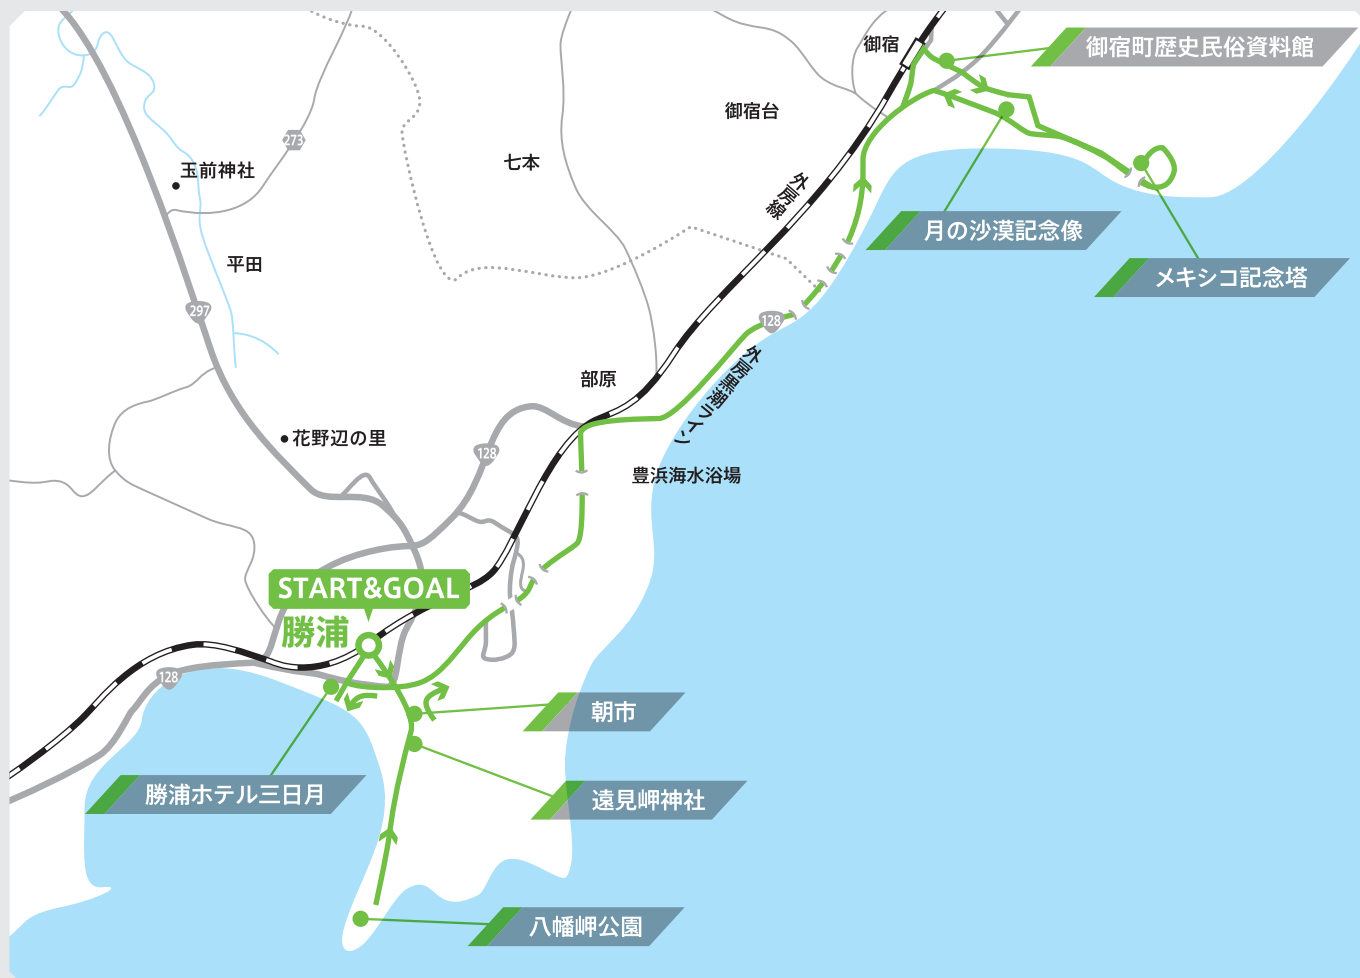 御宿
御宿町歴史民俗資料館
御宿台
273
七本
玉前神社
外房線
月の沙漠記念像
平田
メキシコ記念塔
297
128
外房黒潮ライン
部原
花野辺の里
128
豊浜海水浴場
START&GOAL
勝浦
128
朝市
勝浦ホテル三日月
遠見岬神社
八幡岬公園